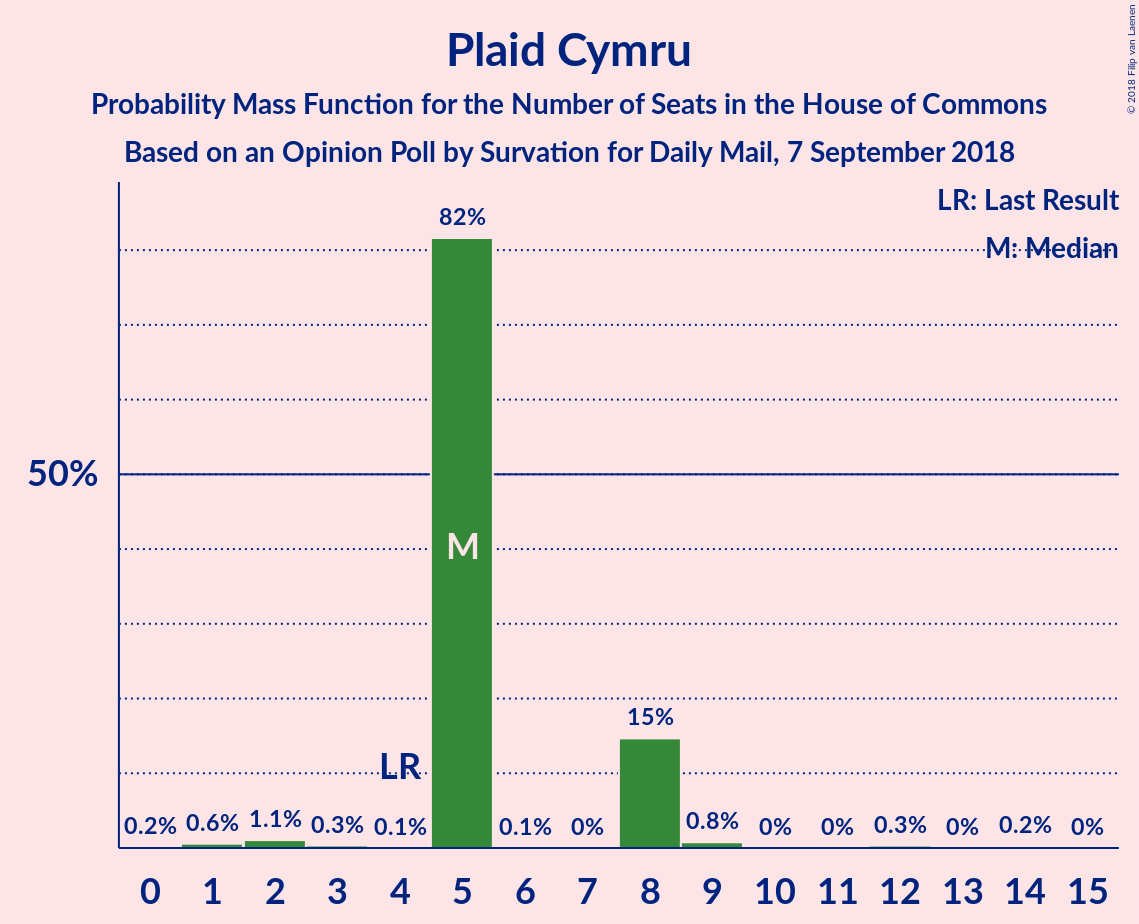 Plaid Cymru
Probability Mass Function for the Number of Seats in the House of Commons
Based on an Opinion Poll by Survation for Daily Mail, 7 September 2018
© 2018 Filip van Laenen
LR: Last Result
M: Median
50%
0.2% 0.6% 1.1% 0.3% 0.1% 82% 0.1% 0% 15% 0.8% 0% 0% 0.3% 0% 0.2% 0%
LR
M
0 1 2 3 4 5 6 7 8 9 10 11 12 13 14 15